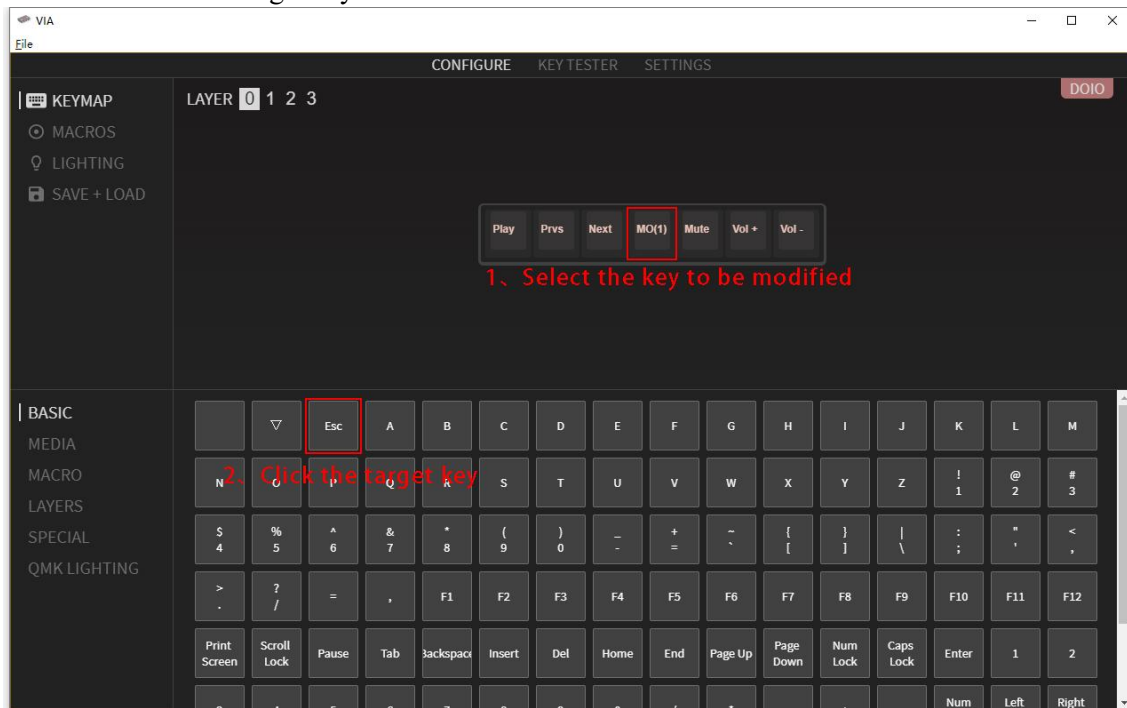 VIA
File
CONFIGURE KEY TESTER SETTINGS
KEYMAP
MACROS
LIGHTING
SAVE + LOAD
LAYER 0 1 2 3
DOIO
Play Prvs Next MO(1) Mute Vol + Vol -
1、Select the key to be modified
BASIC
MEDIA
MACRO
LAYERS
SPECIAL
QMK LIGHTING
▽ Esc A B C D E F G H I J K L M
2、Click the target key
N O P Q R S T U V W X Y Z ! 1 @ 2 # 3
$ 4 % 5 ^ 6 & 7 * 8 ( 9 ) 0 _ - + = ~ ` { [ } ] | \ : ; " ' < ,
> . ? / = , F1 F2 F3 F4 F5 F6 F7 F8 F9 F10 F11 F12
Print Screen Scroll Lock Pause Tab Backspace Insert Del Home End Page Up Page Down Num Lock Caps Lock Enter 1 2
Num Left Right